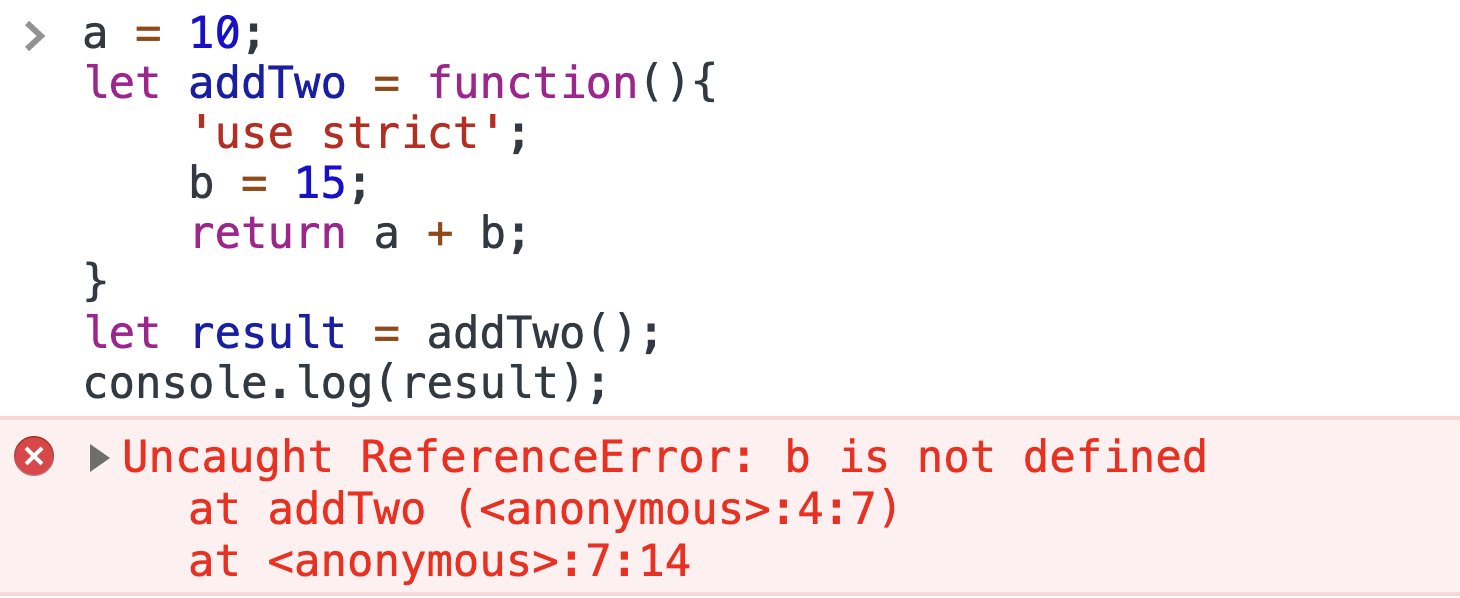 a = 10;
let addTwo = function(){
    'use strict';
    b = 15;
    return a + b;
}
let result = addTwo();
console.log(result);
Uncaught ReferenceError: b is not defined
    at addTwo (<anonymous>:4:7)
    at <anonymous>:7:14